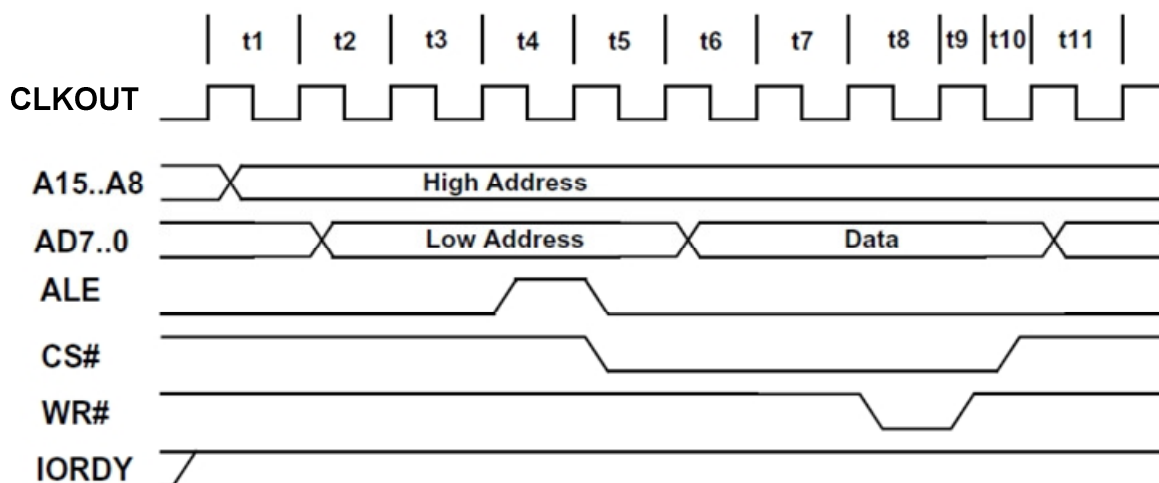 t1 t2 t3 t4 t5 t6 t7 t8 t9 t10 t11
CLKOUT
A15..A8 High Address
AD7..0 Low Address Data
ALE
CS#
WR#
IORDY